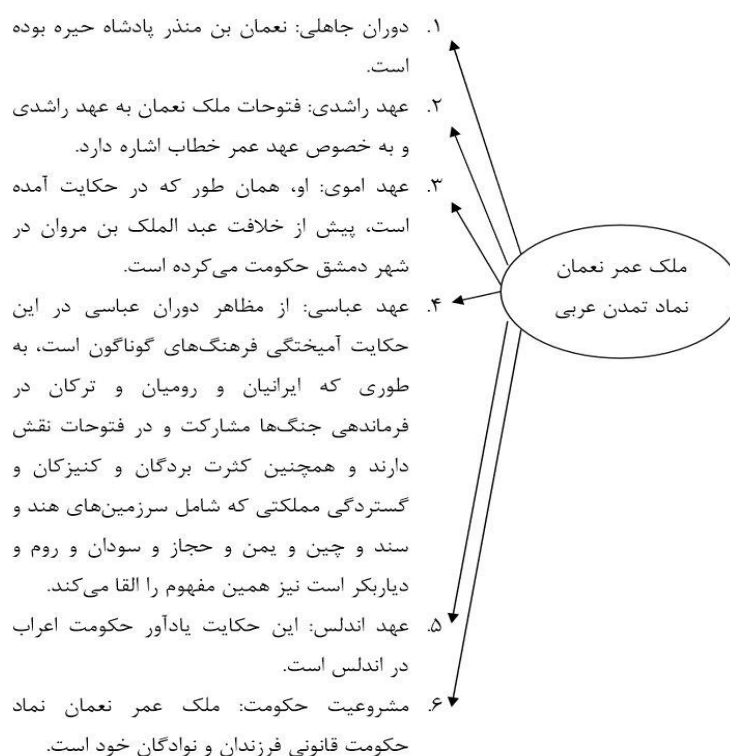 ۱. دوران جاهلی: نعمان بن منذر پادشاه حیره بوده
است.
۲. عهد راشدی: فتوحات ملک نعمان به عهد راشدی
و به خصوص عهد عمر خطاب اشاره دارد.
۳. عهد اموی: او، همان طور که در حکایت آمده
است، پیش از خلافت عبد الملک بن مروان در
شهر دمشق حکومت می‌کرده است.
۴. عهد عباسی: از مظاهر دوران عباسی در این
حکایت آمیختگی فرهنگ‌های گوناگون است، به
طوری که ایرانیان و رومیان و ترکان در
فرماندهی جنگ‌ها مشارکت و در فتوحات نقش
دارند و همچنین کثرت بردگان و کنیزکان و
گستردگی مملکتی که شامل سرزمین‌های هند و
سند و چین و یمن و حجاز و سودان و روم و
دیاربکر است نیز همین مفهوم را القا می‌کند.
۵. عهد اندلس: این حکایت یادآور حکومت اعراب
در اندلس است.
۶. مشروعیت حکومت: ملک عمر نعمان نماد
حکومت قانونی فرزندان و نوادگان خود است.
ملک عمر نعمان
نماد تمدن عربی